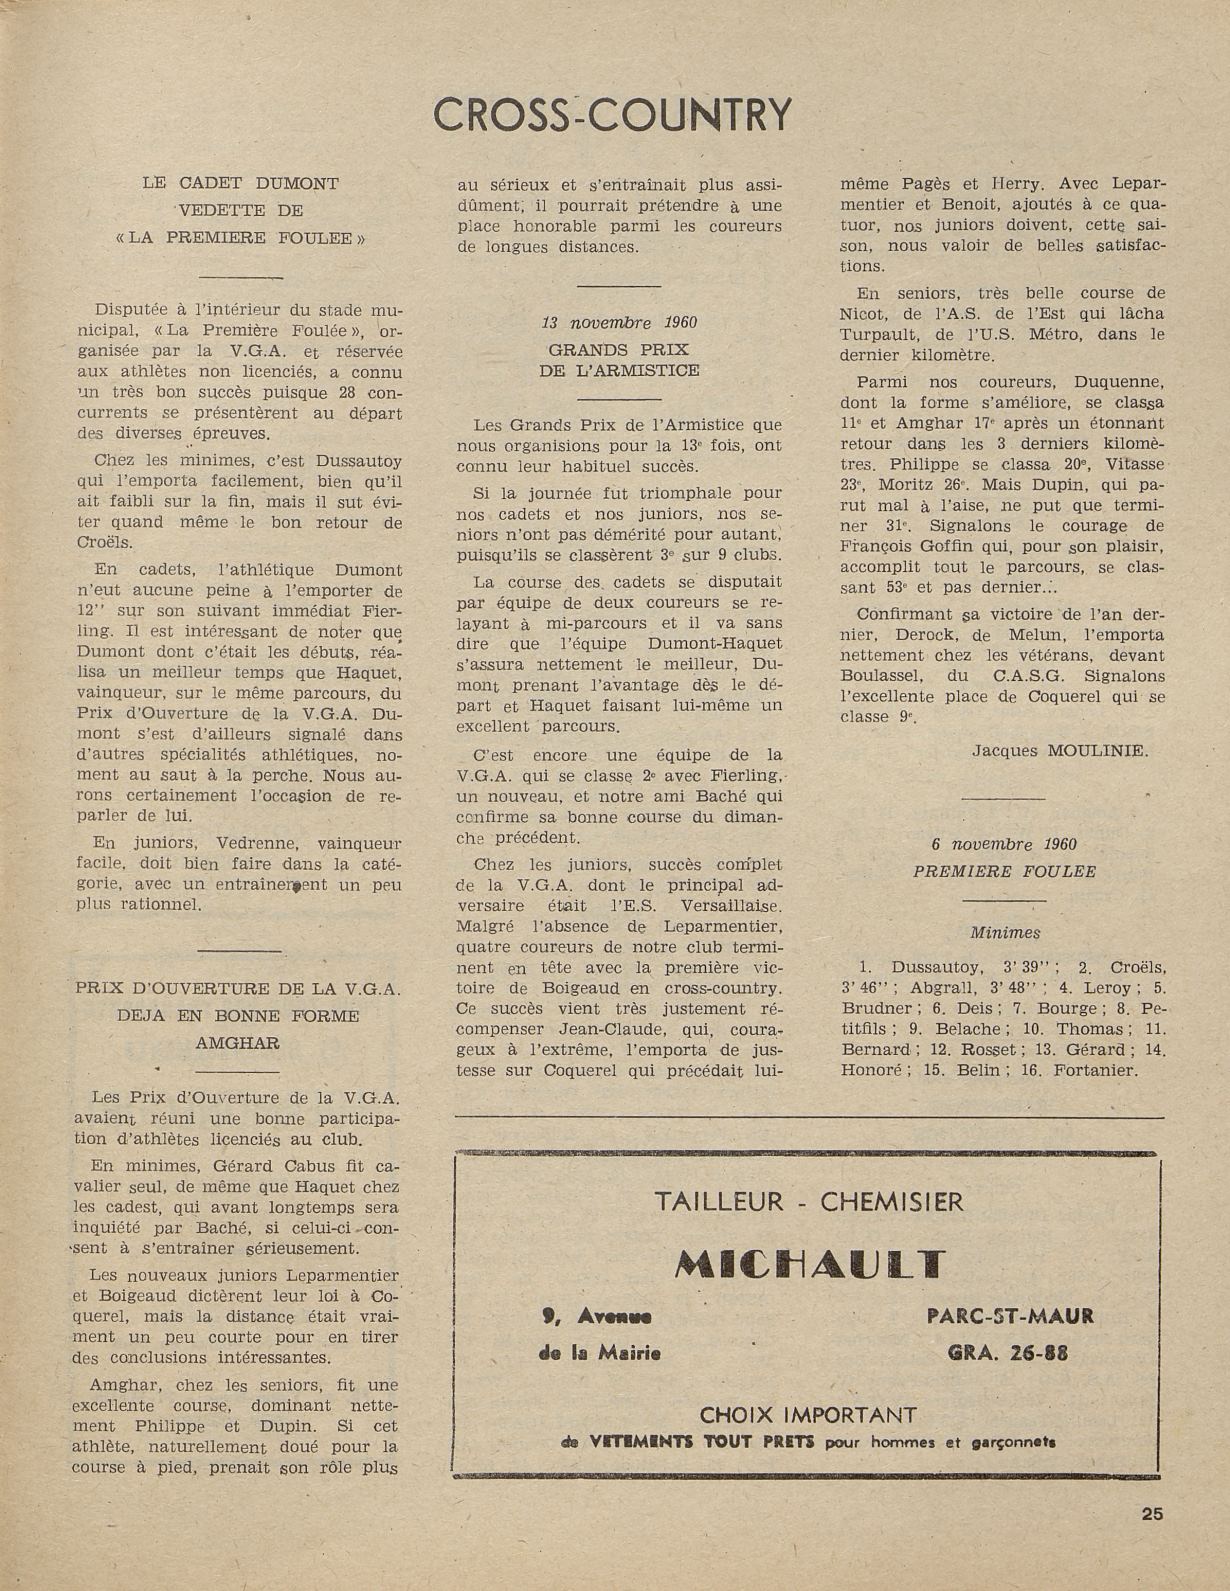 CROSS-COUNTRY
LE CADET DUMONT
VEDETTE DE
« LA PREMIERE FOULEE »
Disputée à l'intérieur du stade mu-
nicipal, « La Première Foulée », or-
ganisée par la V.G.A. et réservée
aux athlètes non licenciés, a connu
un très bon succès puisque 28 con-
currents se présentèrent au départ
des diverses épreuves.
Chez les minimes, c'est Dussautoy
qui l'emporta facilement, bien qu'il
ait faibli sur la fin, mais il sut évi-
ter quand même le bon retour de
Croëls.
En cadets, l'athlétique Dumont
n'eut aucune peine à l'emporter de
12'' sur son suivant immédiat Fier-
ling. Il est intéressant de noter que
Dumont dont c'était les débuts, réa-
lisa un meilleur temps que Haquet,
vainqueur, sur le même parcours, du
Prix d'Ouverture de la V.G.A. Du-
mont s'est d'ailleurs signalé dans
d'autres spécialités athlétiques, no-
ment au saut à la perche. Nous au-
rons certainement l'occasion de re-
parler de lui.
En juniors, Vedrenne, vainqueur
facile, doit bien faire dans la caté-
gorie, avec un entraînement un peu
plus rationnel.
PRIX D'OUVERTURE DE LA V.G.A.
DEJA EN BONNE FORME
AMGHAR
Les Prix d'Ouverture de la V.G.A.
avaient réuni une bonne participa-
tion d'athlètes licenciés au club.
En minimes, Gérard Cabus fit ca-
valier seul, de même que Haquet chez
les cadest, qui avant longtemps sera
inquiété par Baché, si celui-ci con-
sent à s'entraîner sérieusement.
Les nouveaux juniors Leparmentier
et Boigeaud dictèrent leur loi à Co-
querel, mais la distance était vrai-
ment un peu courte pour en tirer
des conclusions intéressantes.
Amghar, chez les seniors, fit une
excellente course, dominant nette-
ment Philippe et Dupin. Si cet
athlète, naturellement doué pour la
course à pied, prenait son rôle plus
au sérieux et s'entraînait plus assi-
dûment, il pourrait prétendre à une
place honorable parmi les coureurs
de longues distances.
13 novembre 1960
GRANDS PRIX
DE L'ARMISTICE
Les Grands Prix de l'Armistice que
nous organisions pour la 13e fois, ont
connu leur habituel succès.
Si la journée fut triomphale pour
nos cadets et nos juniors, nos se-
niors n'ont pas démérité pour autant,
puisqu'ils se classèrent 3e sur 9 clubs.
La course des cadets se disputait
par équipe de deux coureurs se re-
layant à mi-parcours et il va sans
dire que l'équipe Dumont-Haquet
s'assura nettement le meilleur, Du-
mont prenant l'avantage dès le dé-
part et Haquet faisant lui-même un
excellent parcours.
C'est encore une équipe de la
V.G.A. qui se classe 2e avec Fierling,
un nouveau, et notre ami Baché qui
confirme sa bonne course du diman-
che précédent.
Chez les juniors, succès complet
de la V.G.A. dont le principal ad-
versaire était l'E.S. Versaillaise.
Malgré l'absence de Leparmentier,
quatre coureurs de notre club termi-
nent en tête avec la première vic-
toire de Boigeaud en cross-country.
Ce succès vient très justement ré-
compenser Jean-Claude, qui, coura-
geux à l'extrême, l'emporta de jus-
tesse sur Coquerel qui précédait lui-
même Pagès et Herry. Avec Lepar-
mentier et Benoit, ajoutés à ce qua-
tuor, nos juniors doivent, cette sai-
son, nous valoir de belles satisfac-
tions.
En seniors, très belle course de
Nicot, de l'A.S. de l'Est qui lâcha
Turpault, de l'U.S. Métro, dans le
dernier kilomètre.
Parmi nos coureurs, Duquenne,
dont la forme s'améliore, se classa
11e et Amghar 17e après un étonnant
retour dans les 3 derniers kilomè-
tres. Philippe se classa 20e, Vitasse
23e, Moritz 26e. Mais Dupin, qui pa-
rut mal à l'aise, ne put que termi-
ner 31e. Signalons le courage de
François Goffin qui, pour son plaisir,
accomplit tout le parcours, se clas-
sant 53e et pas dernier...
Confirmant sa victoire de l'an der-
nier, Derock, de Melun, l'emporta
nettement chez les vétérans, devant
Boulassel, du C.A.S.G. Signalons
l'excellente place de Coquerel qui se
classe 9e.
Jacques MOULINIE.
6 novembre 1960
PREMIERE FOULEE
Minimes
1. Dussautoy, 3' 39'' ; 2. Croëls,
3' 46'' ; Abgrall, 3' 48'' ; 4. Leroy ; 5.
Brudner ; 6. Deis ; 7. Bourge ; 8. Pe-
titfils ; 9. Belache ; 10. Thomas ; 11.
Bernard ; 12. Rosset ; 13. Gérard ; 14.
Honoré ; 15. Belin ; 16. Fortanier.
TAILLEUR - CHEMISIER
MICHAULT
9, Avenue
de la Mairie
PARC-ST-MAUR
GRA. 26-88
CHOIX IMPORTANT
de VETEMENTS TOUT PRETS pour hommes et garçonnets
25